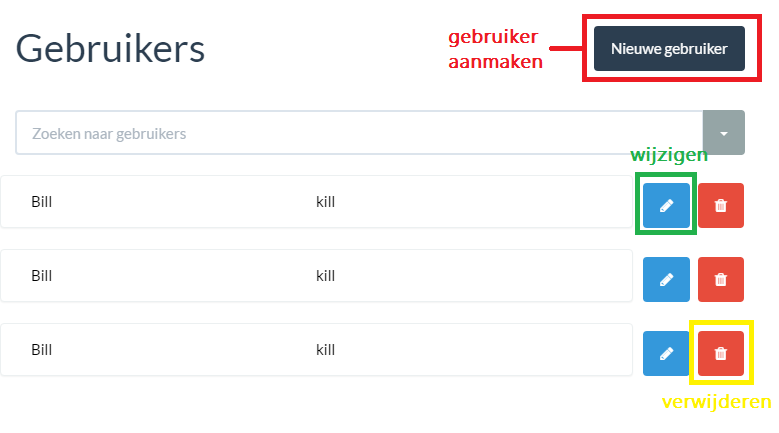 Gebruikers
gebruiker
aanmaken
Nieuwe gebruiker
Zoeken naar gebruikers
wijzigen
Bill kill
Bill kill
Bill kill
verwijderen